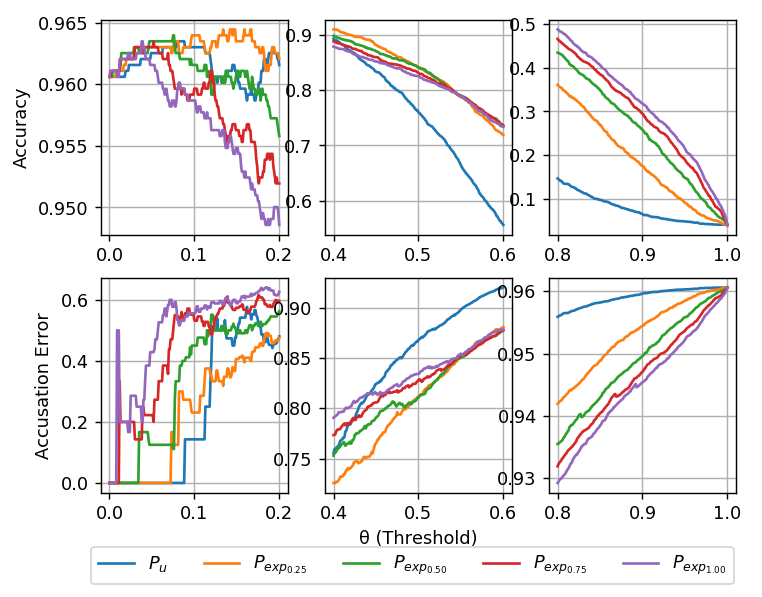 0.965 0.9 0.5
0.960 0.8 0.4
0.955 0.7 0.3
0.950 0.6 0.2
0.1
Accuracy
0.0 0.1 0.2 0.4 0.5 0.6 0.8 0.9 1.0
0.6 0.90 0.96
0.4 0.85 0.95
0.2 0.80 0.94
0.0 0.75 0.93
Accusation Error
0.0 0.1 0.2 0.4 0.5 0.6 0.8 0.9 1.0
θ (Threshold)
P_u P_exp_0.25 P_exp_0.50 P_exp_0.75 P_exp_1.00